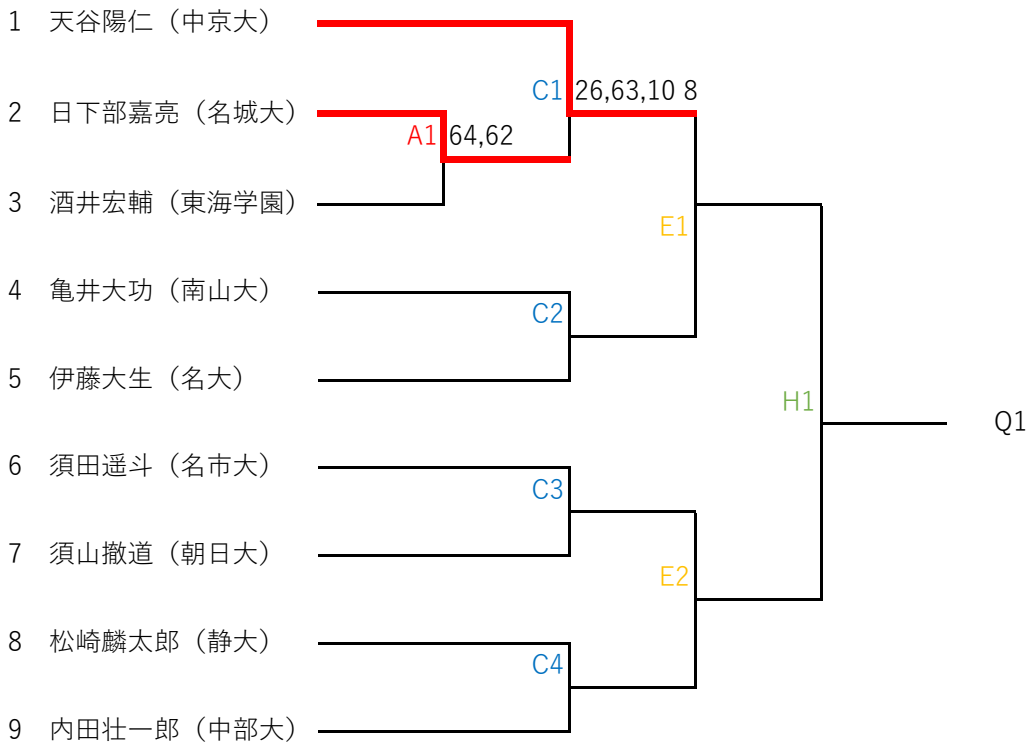 1 天谷陽仁（中京大）
C1 26,63,10 8
2 日下部嘉亮（名城大）
A1 64,62
3 酒井宏輔（東海学園）
E1
4 亀井大功（南山大）
C2
5 伊藤大生（名大）
H1
Q1
6 須田遥斗（名市大）
C3
7 須山撤道（朝日大）
E2
8 松崎麟太郎（静大）
C4
9 内田壮一郎（中部大）